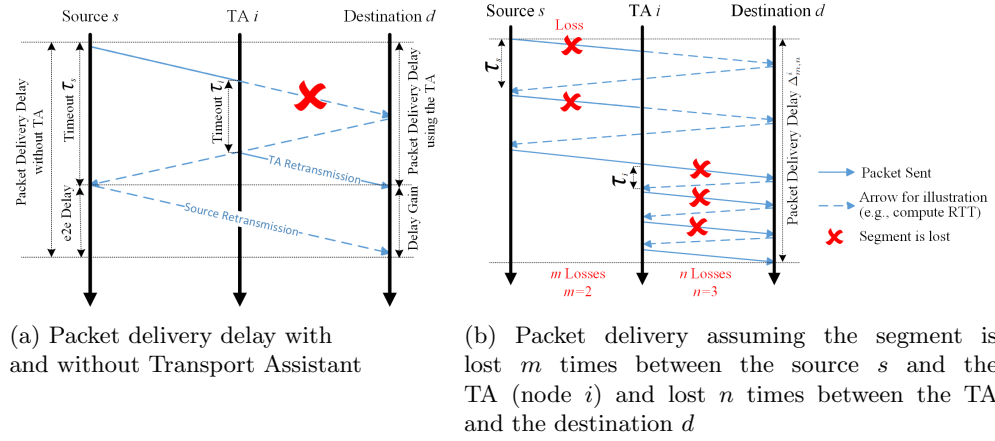 Source s
TA i
Destination d
Packet Delivery Delay
without TA
Timeout τs
e2e Delay
Timeout τi
TA Retransmission
Source Retransmission
Packet Delivery Delay
using the TA
Delay Gain
(a) Packet delivery delay with
and without Transport Assistant
Source s
TA i
Destination d
Loss
τs
τi
Packet Delivery Delay Δⁱm,n
m Losses
m=2
n Losses
n=3
Packet Sent
Arrow for illustration
(e.g., compute RTT)
Segment is lost
(b) Packet delivery assuming the segment is
lost m times between the source s and the
TA (node i) and lost n times between the TA
and the destination d